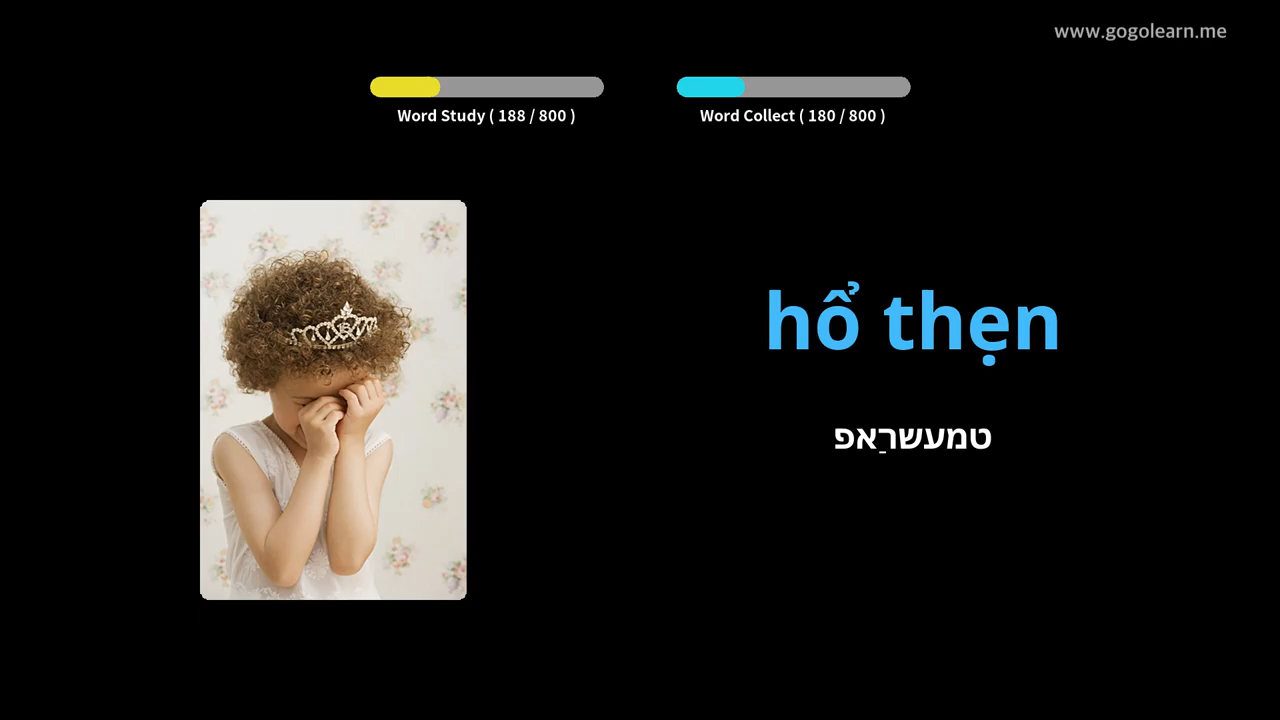 www.gogolearn.me
Word Study ( 188 / 800 )
Word Collect ( 180 / 800 )
hổ thẹn
טמעשרַאפ